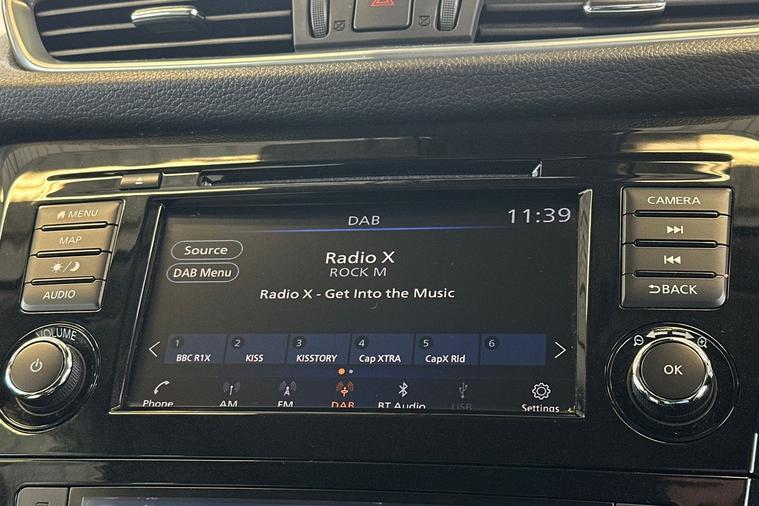 MENU
MAP
AUDIO
VOLUME
DAB
11:39
Source
DAB Menu
Radio X
ROCK M
Radio X - Get Into the Music
1 2 3 4 5 6
BBC R1X KISS KISSTORY Cap XTRA CapX Rld
Phone AM FM DAB BT Audio USB Settings
CAMERA
BACK
OK